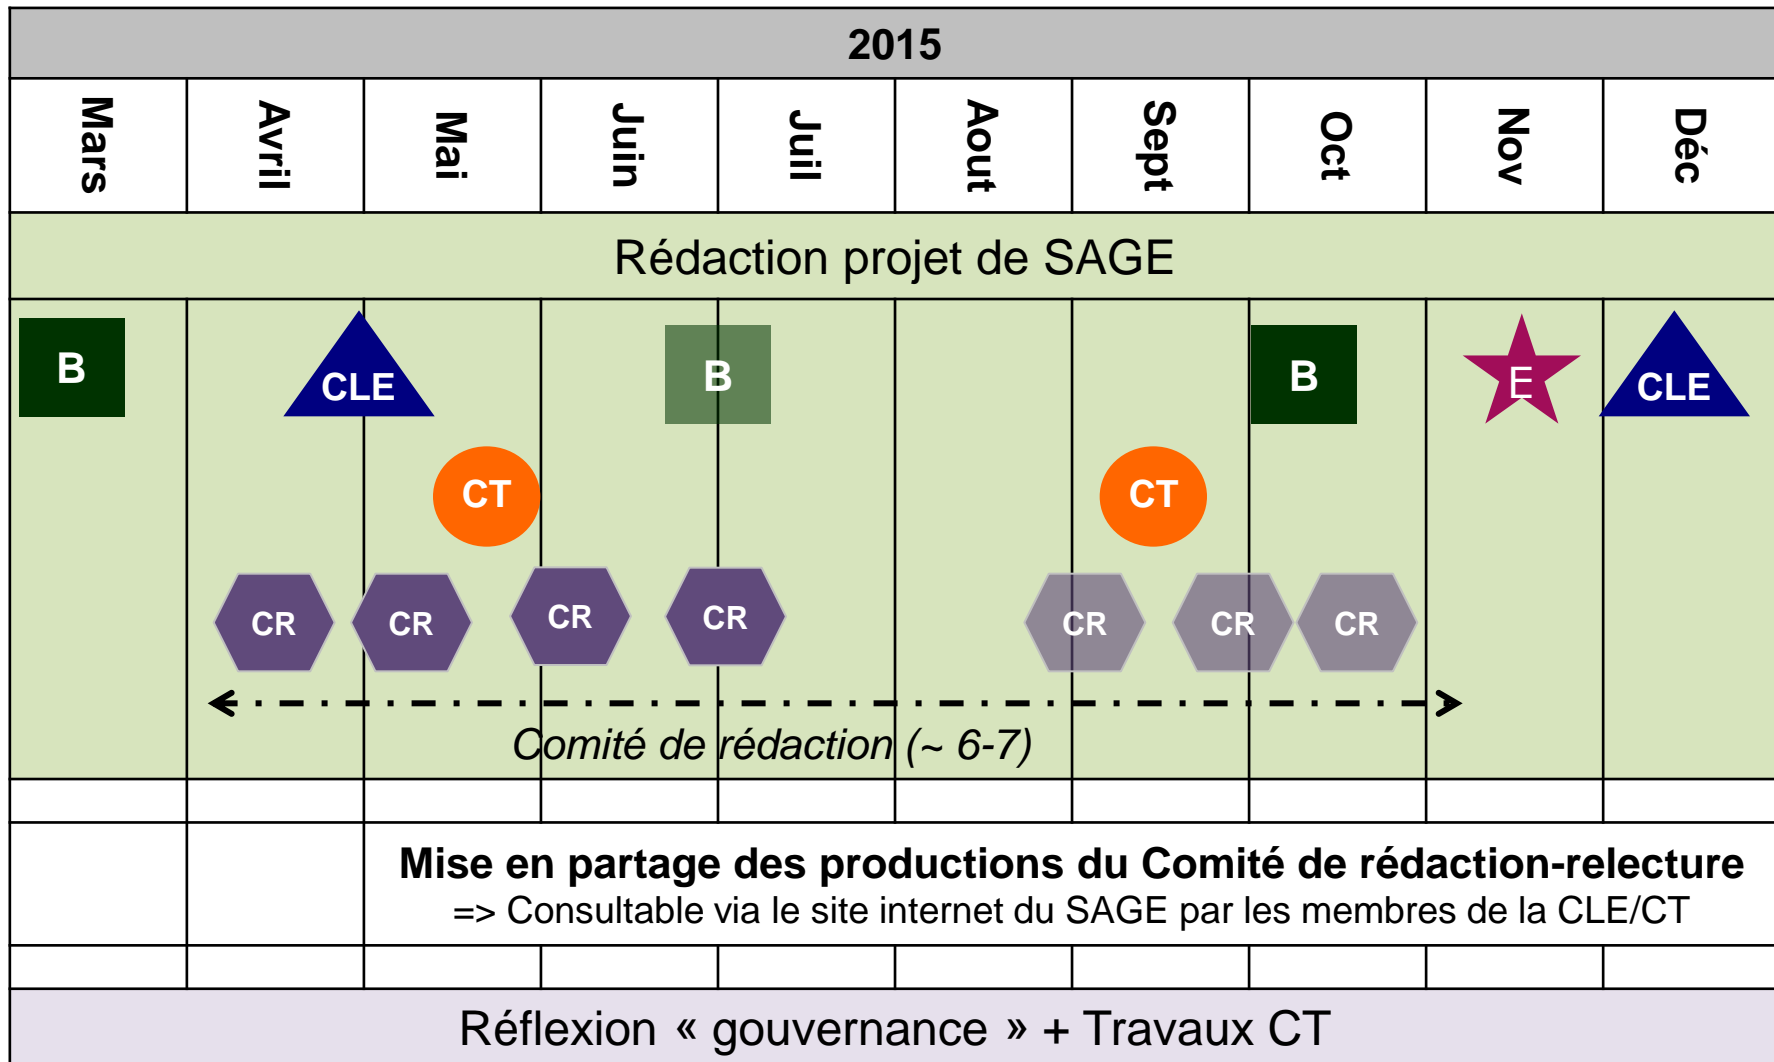 2015
Mars Avril Mai Juin Juil Aout Sept Oct Nov Déc
Rédaction projet de SAGE
B CLE B B E CLE
CT CT
CR CR CR CR CR CR CR
Comité de rédaction (~ 6-7)
Mise en partage des productions du Comité de rédaction-relecture
=> Consultable via le site internet du SAGE par les membres de la CLE/CT
Réflexion « gouvernance » + Travaux CT